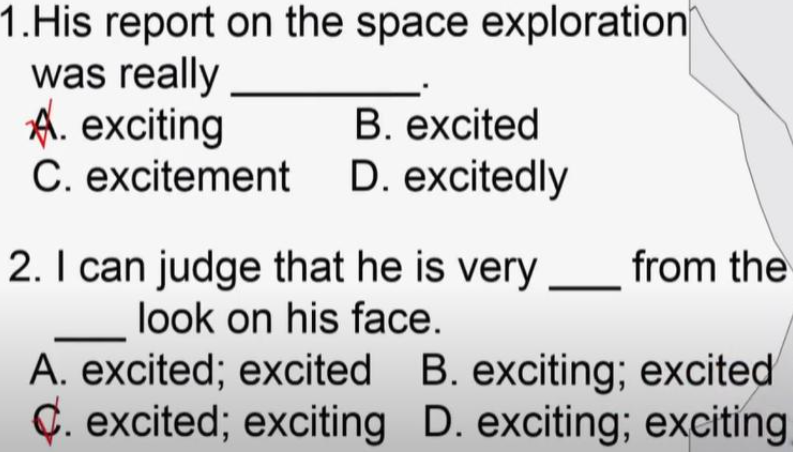 1.His report on the space exploration
was really __________.
A. exciting B. excited
C. excitement D. excitedly
2. I can judge that he is very ___ from the
___ look on his face.
A. excited; excited B. exciting; excited
C. excited; exciting D. exciting; exciting